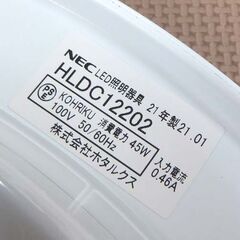 NEC LED照明器具 21年製21.01
HLDC12202
PSE KOHRIKU 消費電力 45W 入力電流
100V 50/60Hz 0.46A
株式会社ホタルクス